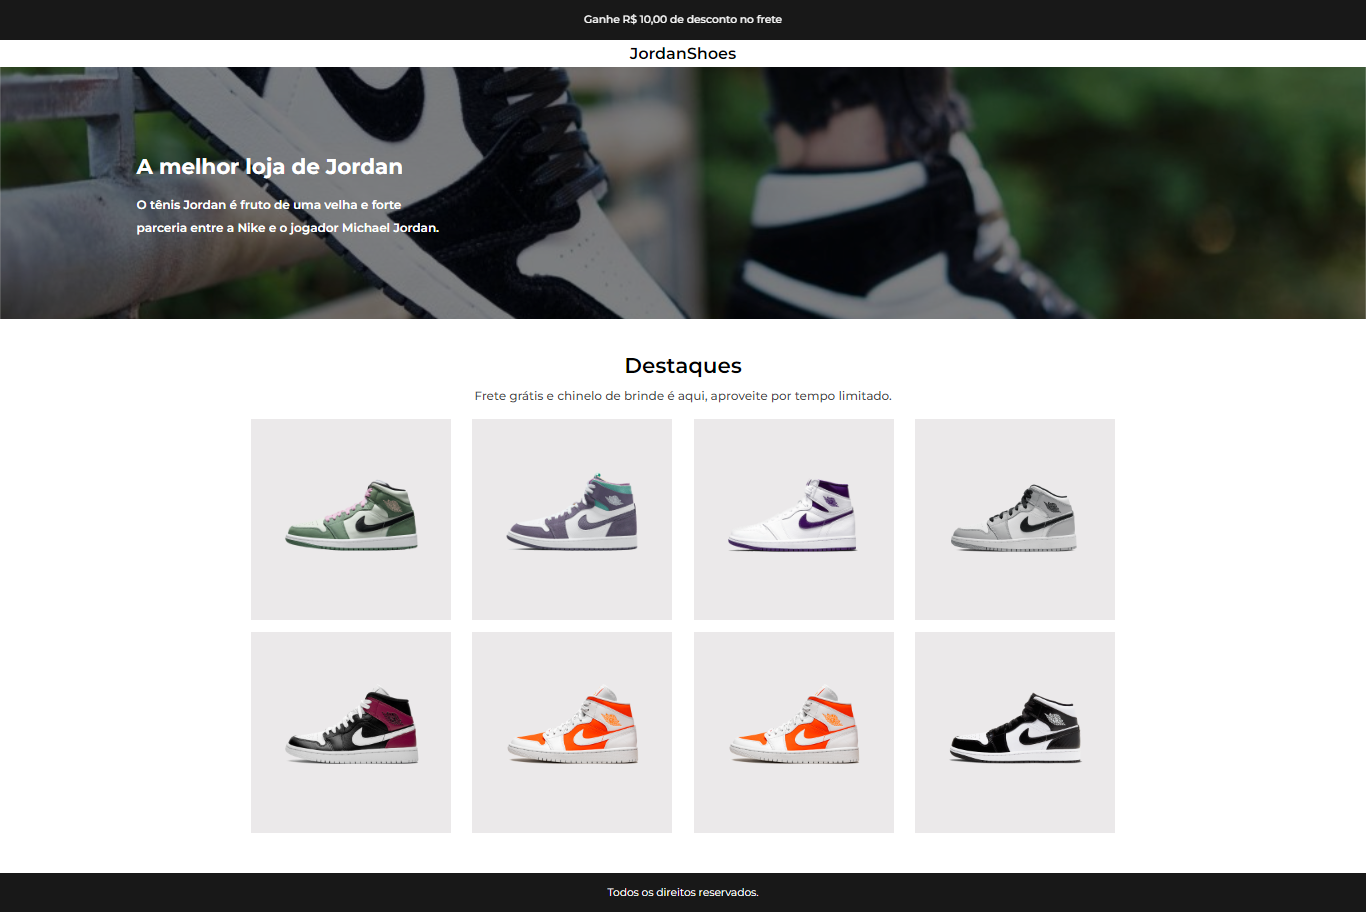 Ganhe R$ 10,00 de desconto no frete
JordanShoes
A melhor loja de Jordan
O tênis Jordan é fruto de uma velha e forte
parceria entre a Nike e o jogador Michael Jordan.
Destaques
Frete grátis e chinelo de brinde é aqui, aproveite por tempo limitado.
Todos os direitos reservados.